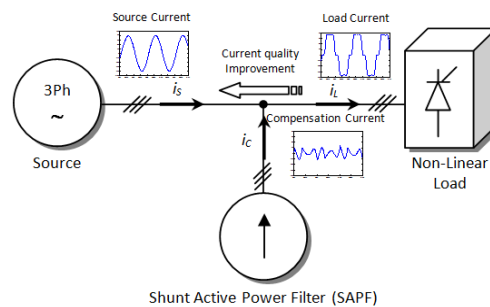 Source Current
Load Current
Current quality
Improvement
3Ph
~
iS
iL
Compensation Current
iC
Source
Non-Linear
Load
Shunt Active Power Filter (SAPF)